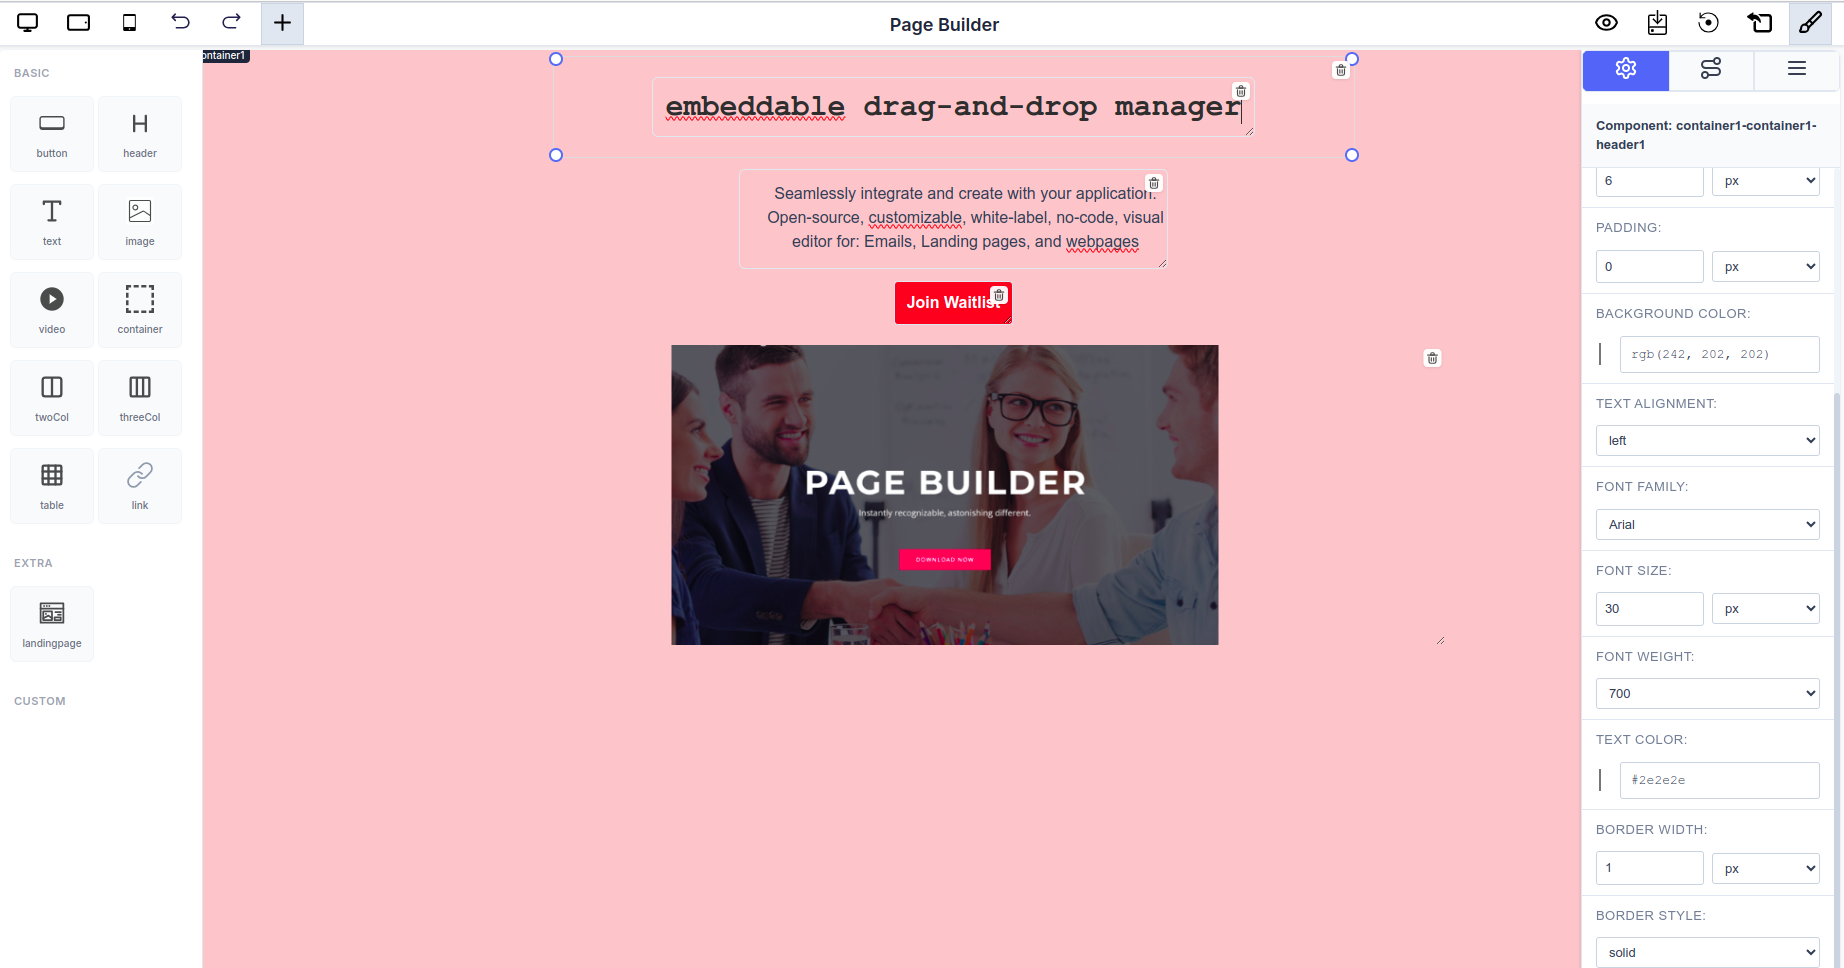 Page Builder
BASIC
button
header
text
image
video
container
twoCol
threeCol
table
link
EXTRA
landingpage
CUSTOM
ontainer1
embeddable drag-and-drop manager
Seamlessly integrate and create with your application.
Open-source, customizable, white-label, no-code, visual
editor for: Emails, Landing pages, and webpages
Join Waitlist
PAGE BUILDER
Instantly recognizable, astonishing different.
DOWNLOAD NOW
Component: container1-container1-
header1
6 px
PADDING:
0 px
BACKGROUND COLOR:
rgb(242, 202, 202)
TEXT ALIGNMENT:
left
FONT FAMILY:
Arial
FONT SIZE:
30 px
FONT WEIGHT:
700
TEXT COLOR:
#2e2e2e
BORDER WIDTH:
1 px
BORDER STYLE:
solid